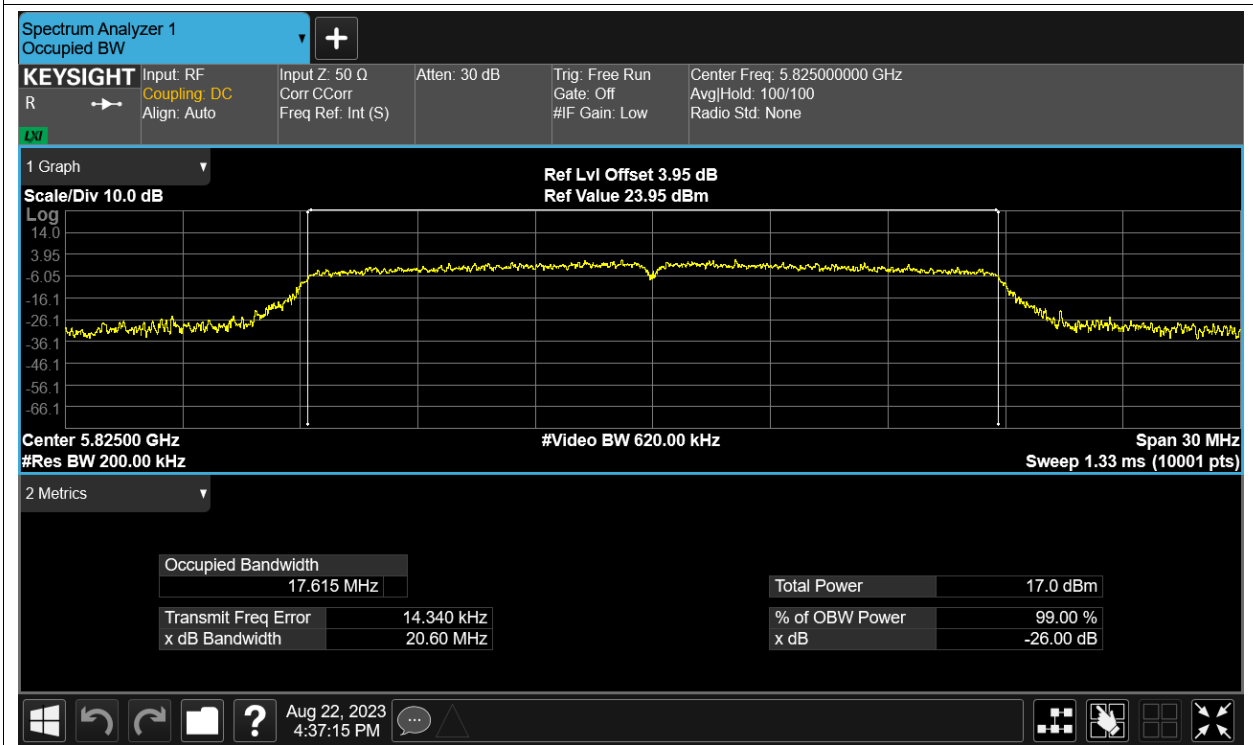 Spectrum Analyzer 1
Occupied BW
KEYSIGHT
R
LXI
Input: RF
Coupling: DC
Align: Auto
Input Z: 50 Ω
Corr CCorr
Freq Ref: Int (S)
Atten: 30 dB
Trig: Free Run
Gate: Off
#IF Gain: Low
Center Freq: 5.825000000 GHz
Avg|Hold: 100/100
Radio Std: None
1 Graph
Scale/Div 10.0 dB
Ref Lvl Offset 3.95 dB
Ref Value 23.95 dBm
Log
14.0
3.95
-6.05
-16.1
-26.1
-36.1
-46.1
-56.1
-66.1
Center 5.82500 GHz
#Res BW 200.00 kHz
#Video BW 620.00 kHz
Span 30 MHz
Sweep 1.33 ms (10001 pts)
2 Metrics
Occupied Bandwidth
17.615 MHz
Transmit Freq Error 14.340 kHz
x dB Bandwidth 20.60 MHz
Total Power 17.0 dBm
% of OBW Power 99.00 %
x dB -26.00 dB
?
Aug 22, 2023
4:37:15 PM